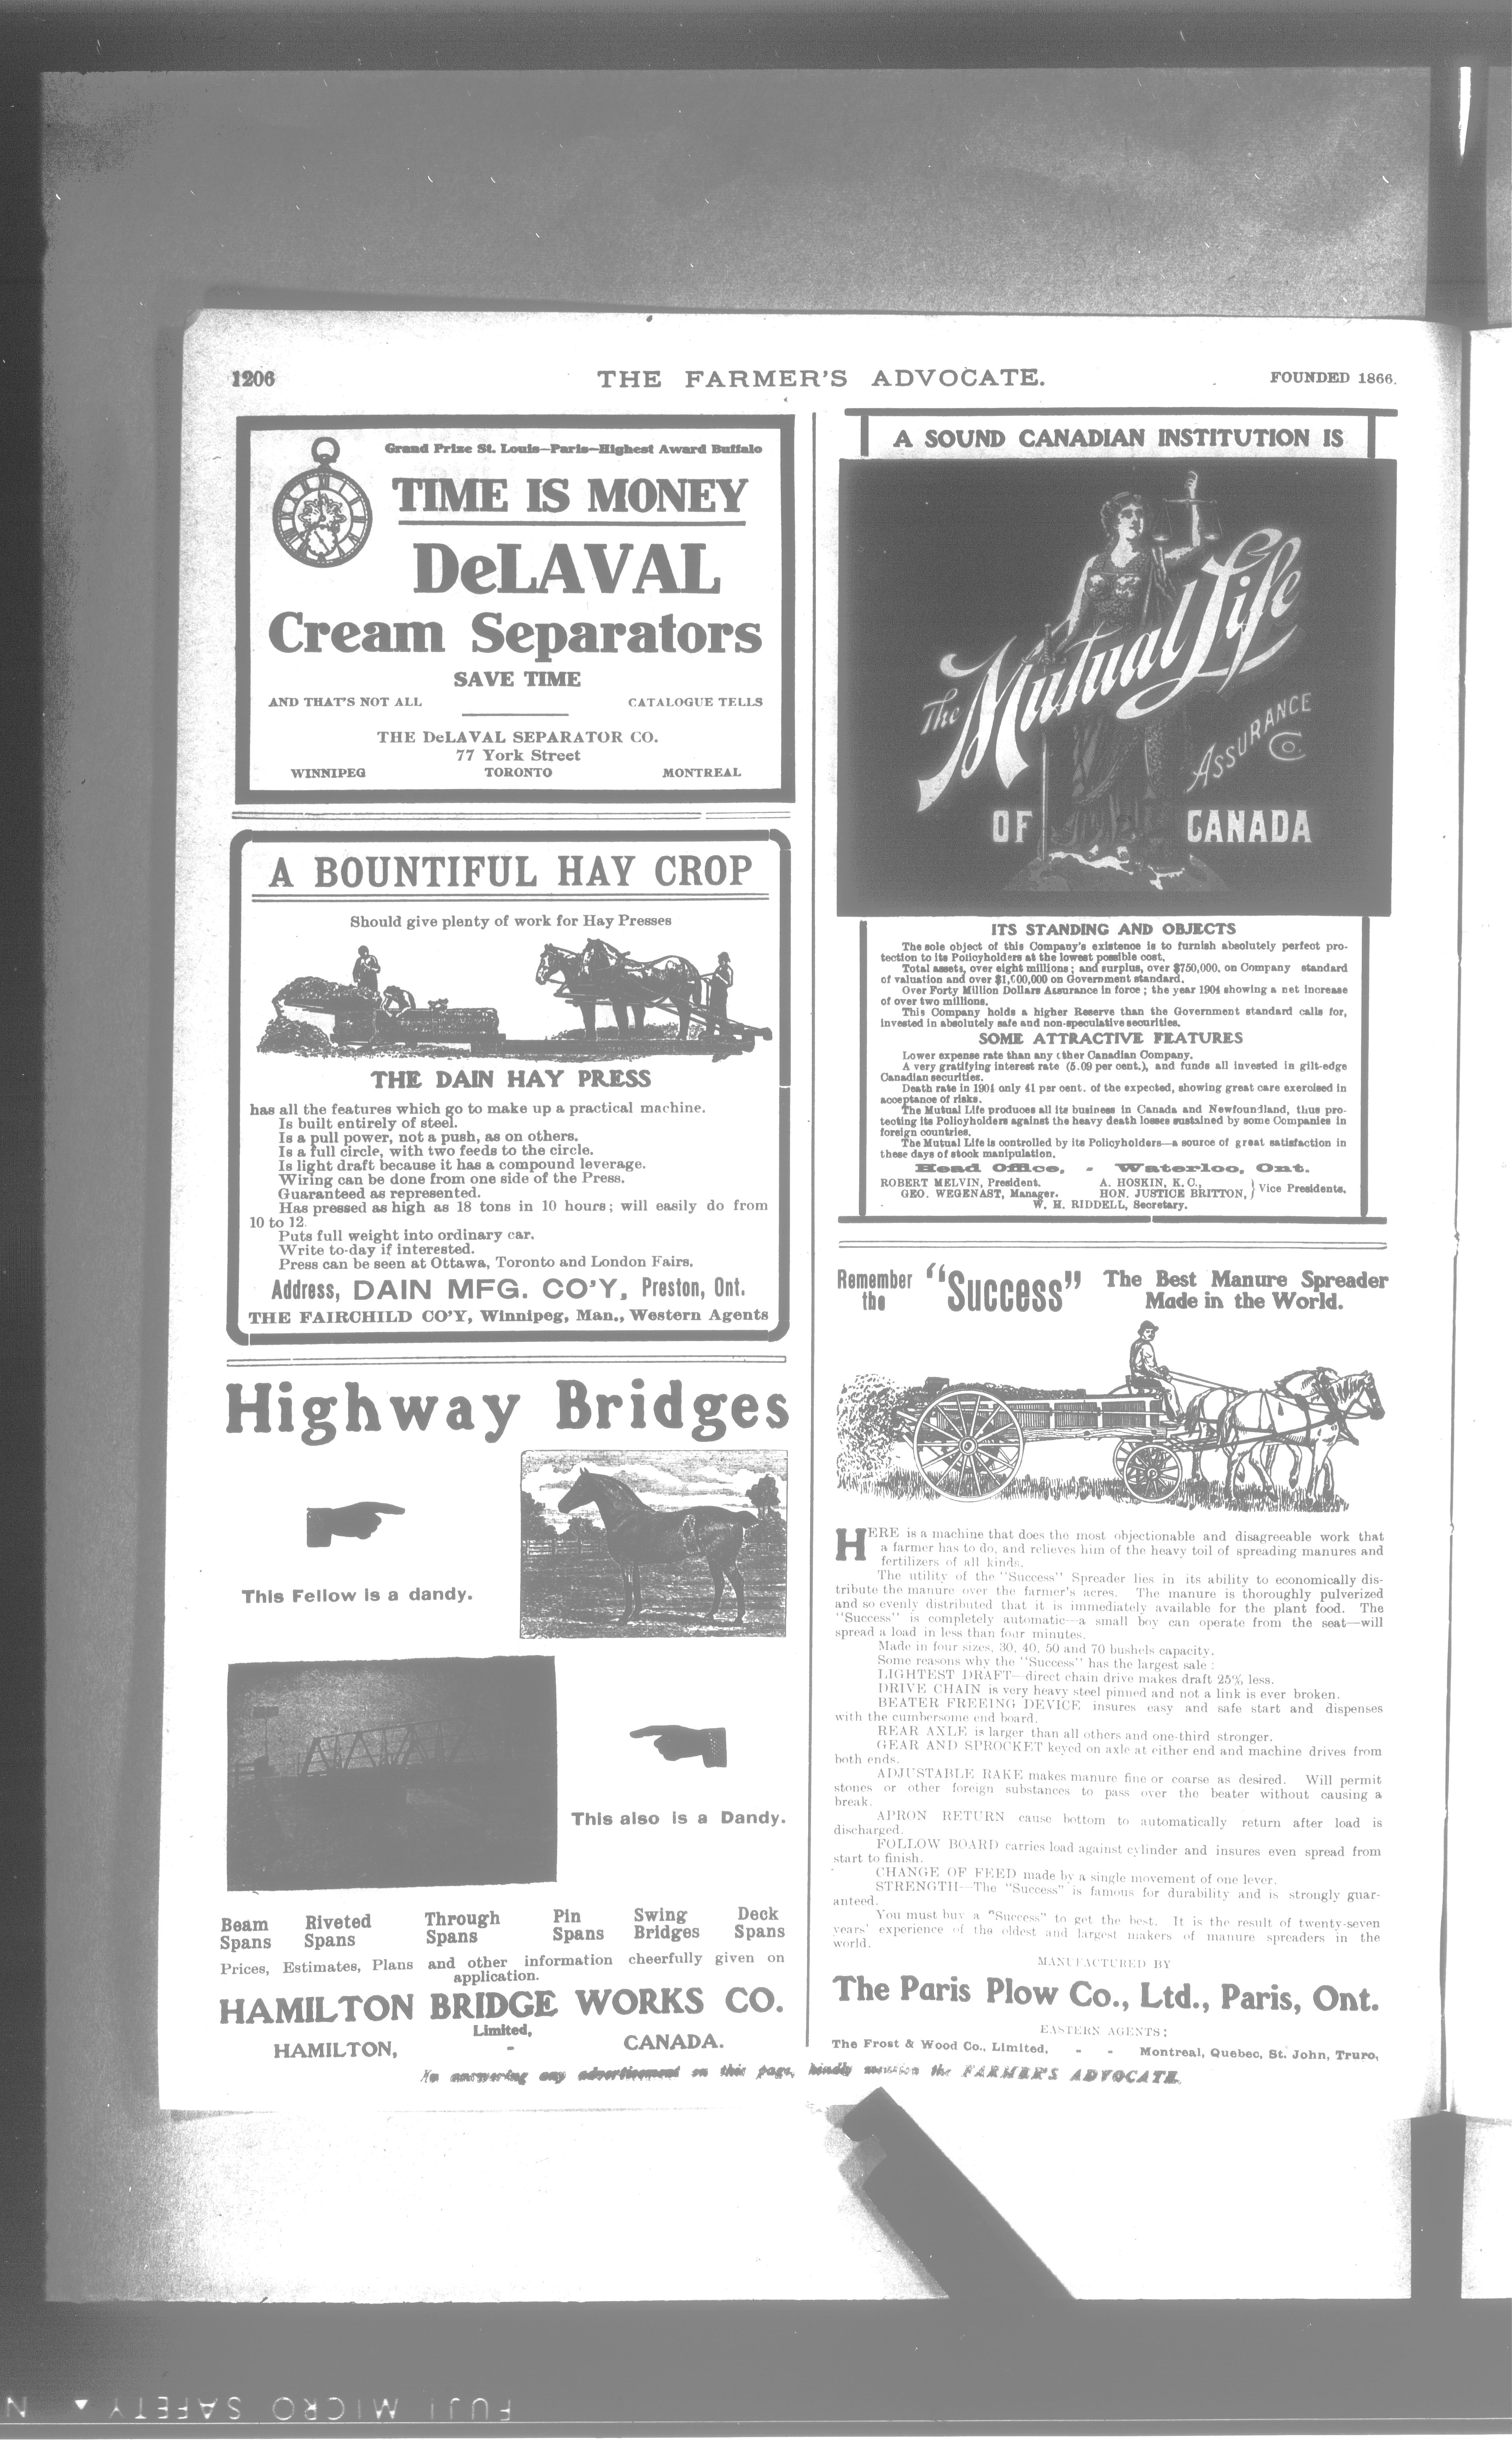 1206
THE FARMER'S ADVOCATE.
FOUNDED 1866.
Grand Prize St. Louis—Paris—Highest Award Buffalo
TIME IS MONEY
DeLAVAL
Cream Separators
SAVE TIME
AND THAT'S NOT ALL
CATALOGUE TELLS
THE DeLAVAL SEPARATOR CO.
77 York Street
WINNIPEG TORONTO MONTREAL
A BOUNTIFUL HAY CROP
Should give plenty of work for Hay Presses
THE DAIN HAY PRESS
has all the features which go to make up a practical machine.
Is built entirely of steel.
Is a pull power, not a push, as on others.
Is a full circle, with two feeds to the circle.
Is light draft because it has a compound leverage.
Wiring can be done from one side of the Press.
Guaranteed as represented.
Has pressed as high as 18 tons in 10 hours; will easily do from
10 to 12.
Puts full weight into ordinary car.
Write to-day if interested.
Press can be seen at Ottawa, Toronto and London Fairs.
Address, DAIN MFG. CO'Y, Preston, Ont.
THE FAIRCHILD CO'Y, Winnipeg, Man., Western Agents
Highway Bridges
This Fellow is a dandy.
This also is a Dandy.
Beam Riveted Through Pin Swing Deck
Spans Spans Spans Spans Bridges Spans
Prices, Estimates, Plans and other information cheerfully given on
application.
HAMILTON BRIDGE WORKS CO.
Limited,
HAMILTON, - CANADA.
A SOUND CANADIAN INSTITUTION IS
The Mutual Life
ASSURANCE
Co
OF CANADA
ITS STANDING AND OBJECTS
The sole object of this Company's existence is to furnish absolutely perfect pro-
tection to its Policyholders at the lowest possible cost.
Total assets, over eight millions; and surplus, over $750,000, on Company standard
of valuation and over $1,000,000 on Government standard.
Over Forty Million Dollars Assurance in force; the year 1904 showing a net increase
of over two millions.
This Company holds a higher Reserve than the Government standard calls for,
invested in absolutely safe and non-speculative securities.
SOME ATTRACTIVE FEATURES
Lower expense rate than any other Canadian Company.
A very gratifying interest rate (5.09 per cent.), and funds all invested in gilt-edge
Canadian securities.
Death rate in 1904 only 41 per cent. of the expected, showing great care exercised in
acceptance of risks.
The Mutual Life produces all its business in Canada and Newfoundland, thus pro-
tecting its Policyholders against the heavy death losses sustained by some Companies in
foreign countries.
The Mutual Life is controlled by its Policyholders—a source of great satisfaction in
these days of stock manipulation.
Head Office, - Waterloo, Ont.
ROBERT MELVIN, President. A. HOSKIN, K. C.,
GEO. WEGENAST, Manager. HON. JUSTICE BRITTON, } Vice Presidents.
W. H. RIDDELL, Secretary.
Remember the "Success" The Best Manure Spreader
Made in the World.
HERE is a machine that does the most objectionable and disagreeable work that
a farmer has to do, and relieves him of the heavy toil of spreading manures and
fertilizers of all kinds.
The utility of the "Success" Spreader lies in its ability to economically dis-
tribute the manure over the farmer's acres. The manure is thoroughly pulverized
and so evenly distributed that it is immediately available for the plant food. The
"Success" is completely automatic—a small boy can operate from the seat—will
spread a load in less than four minutes.
Made in four sizes, 30, 40, 50 and 70 bushels capacity.
Some reasons why the "Success" has the largest sale:
LIGHTEST DRAFT—direct chain drive makes draft 25% less.
DRIVE CHAIN is very heavy steel pinned and not a link is ever broken.
BEATER FREEING DEVICE insures easy and safe start and dispenses
with the cumbersome end board.
REAR AXLE is larger than all others and one-third stronger.
GEAR AND SPROCKET keyed on axle at either end and machine drives from
both ends.
ADJUSTABLE RAKE makes manure fine or coarse as desired. Will permit
stones or other foreign substances to pass over the beater without causing a
break.
APRON RETURN cause bottom to automatically return after load is
discharged.
FOLLOW BOARD carries load against cylinder and insures even spread from
start to finish.
CHANGE OF FEED made by a single movement of one lever.
STRENGTH—The "Success" is famous for durability and is strongly guar-
anteed.
You must buy a "Success" to get the best. It is the result of twenty-seven
years' experience of the oldest and largest makers of manure spreaders in the
world.
MANUFACTURED BY
The Paris Plow Co., Ltd., Paris, Ont.
EASTERN AGENTS:
The Frost & Wood Co., Limited, - - Montreal, Quebec, St. John, Truro,
In answering any advertisement on this page, kindly mention the FARMER'S ADVOCATE.
FUJI MICRO SAFETY